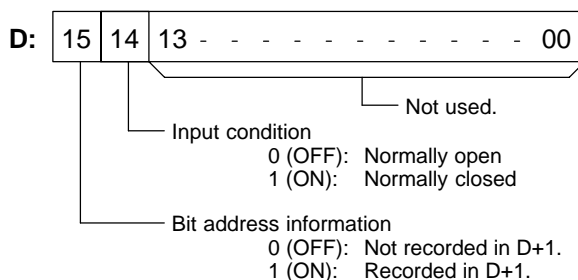 D: 15 14 13 - - - - - - - - - - - - 00
Not used.
Input condition
0 (OFF): Normally open
1 (ON): Normally closed
Bit address information
0 (OFF): Not recorded in D+1.
1 (ON): Recorded in D+1.